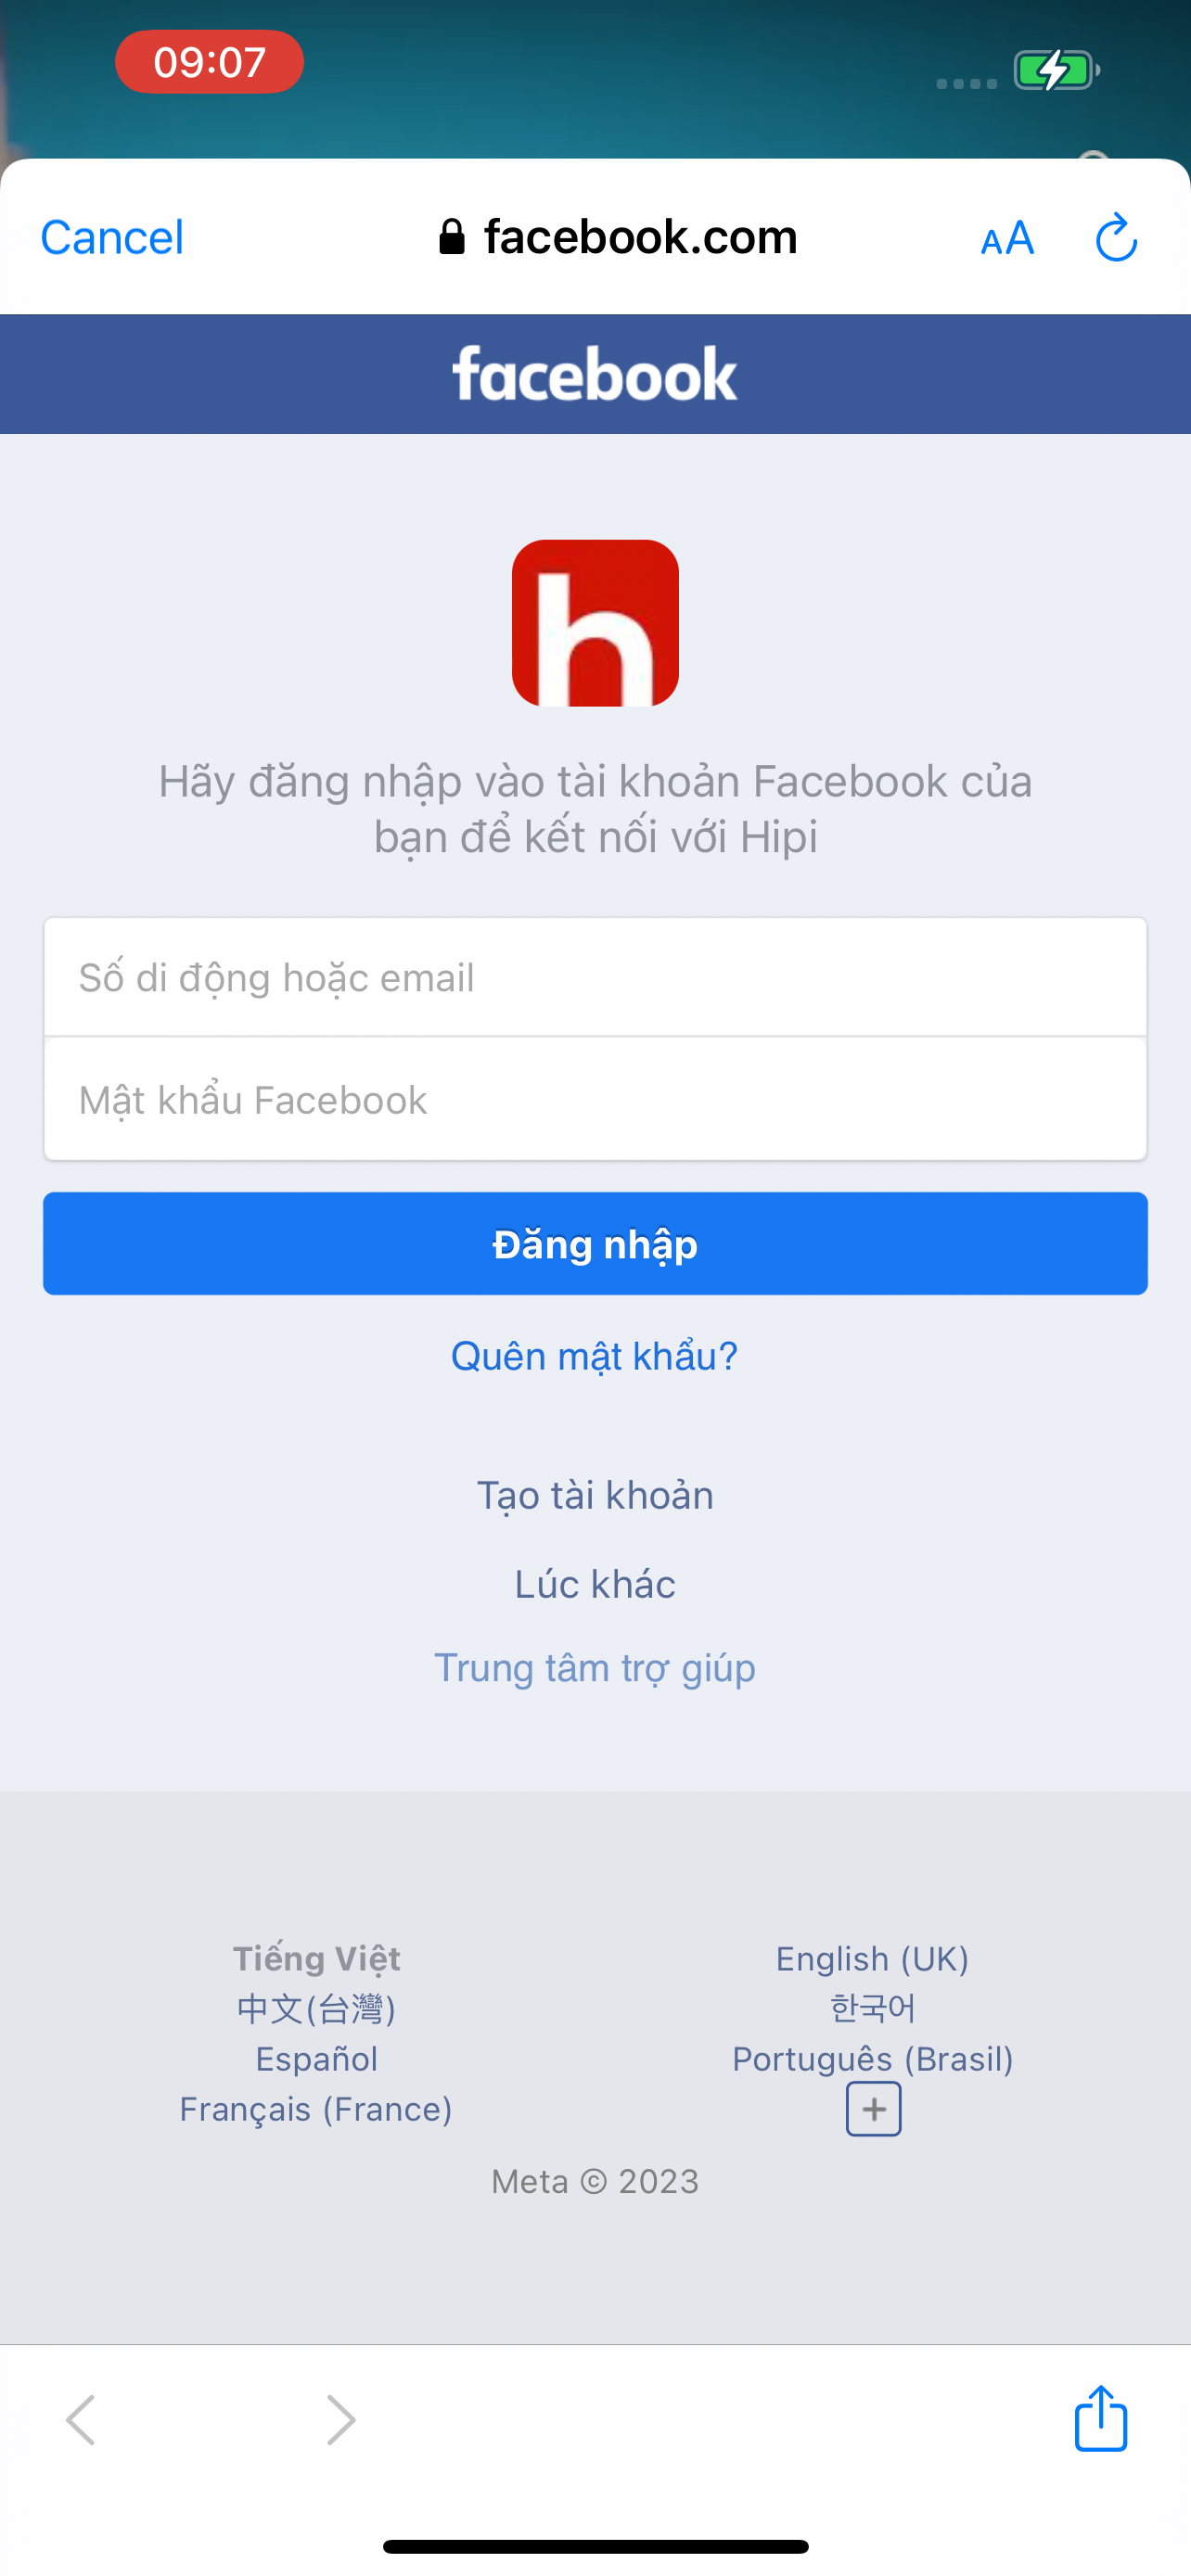 09:07
Cancel
facebook.com
AA
facebook
h
Hãy đăng nhập vào tài khoản Facebook của
bạn để kết nối với Hipi
Số di động hoặc email
Mật khẩu Facebook
Đăng nhập
Quên mật khẩu?
Tạo tài khoản
Lúc khác
Trung tâm trợ giúp
Tiếng Việt
English (UK)
中文(台灣)
한국어
Español
Português (Brasil)
Français (France)
+
Meta © 2023